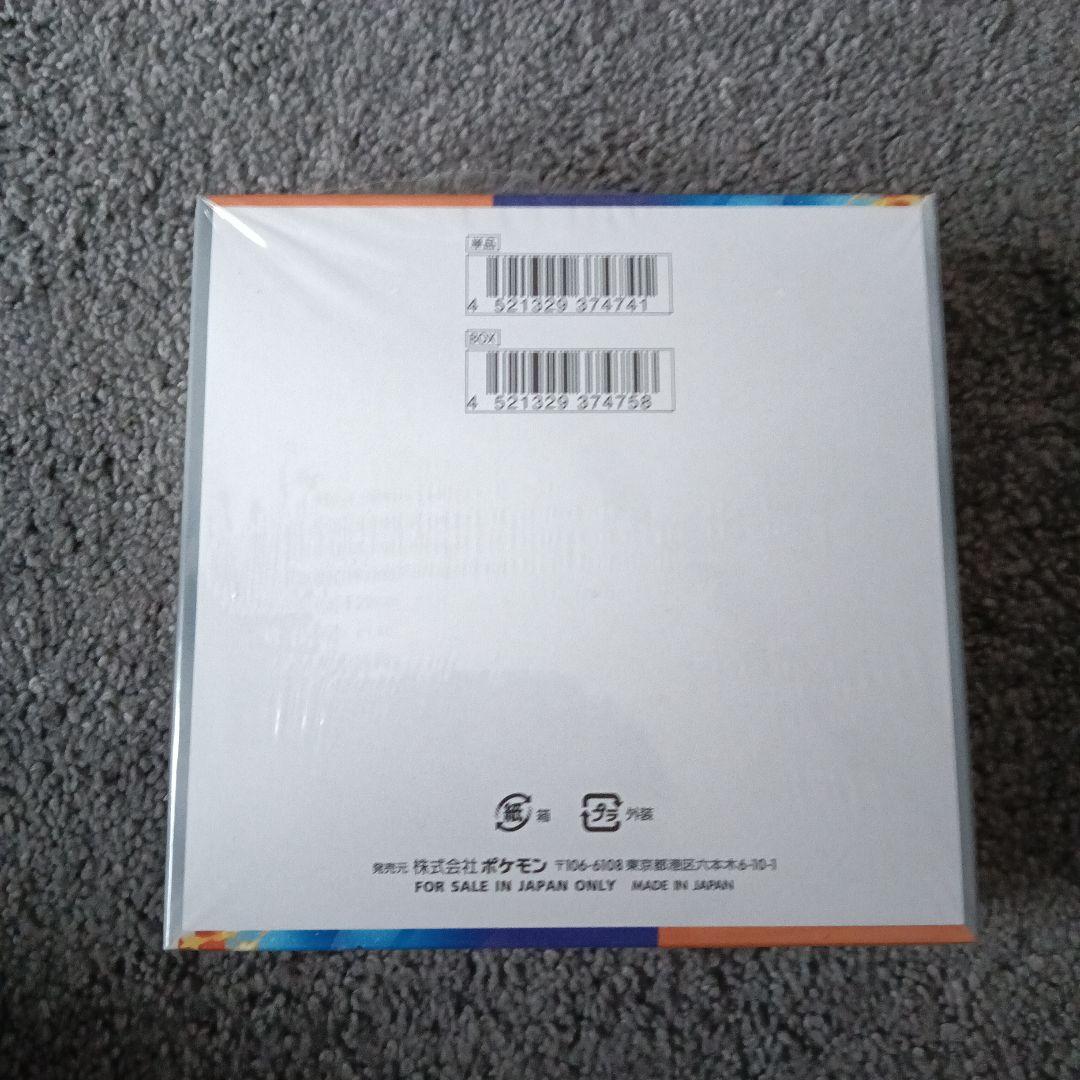 単品
4 521329 374741
BOX
4 521329 374758
紙 箱 プラ 外装
発売元 株式会社 ポケモン 〒106-6108 東京都港区六本木6-10-1
FOR SALE IN JAPAN ONLY MADE IN JAPAN